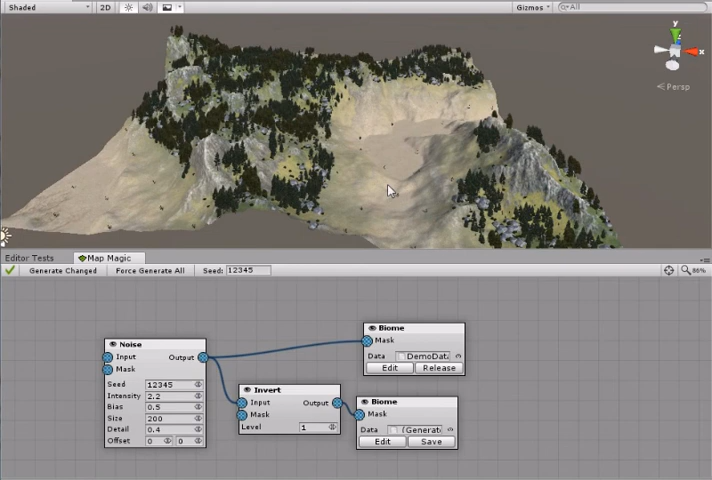 Shaded 2D Gizmos All
y
x
Persp
Editor Tests Map Magic
Generate Changed Force Generate All Seed: 12345 86%
Biome
Mask
Data DemoDat
Edit Release
Noise
Input Output
Mask
Seed 12345
Intensity 2.2
Bias 0.5
Size 200
Detail 0.4
Offset 0 0
Invert
Input Output
Mask
Level 1
Biome
Mask
Data (Generat
Edit Save